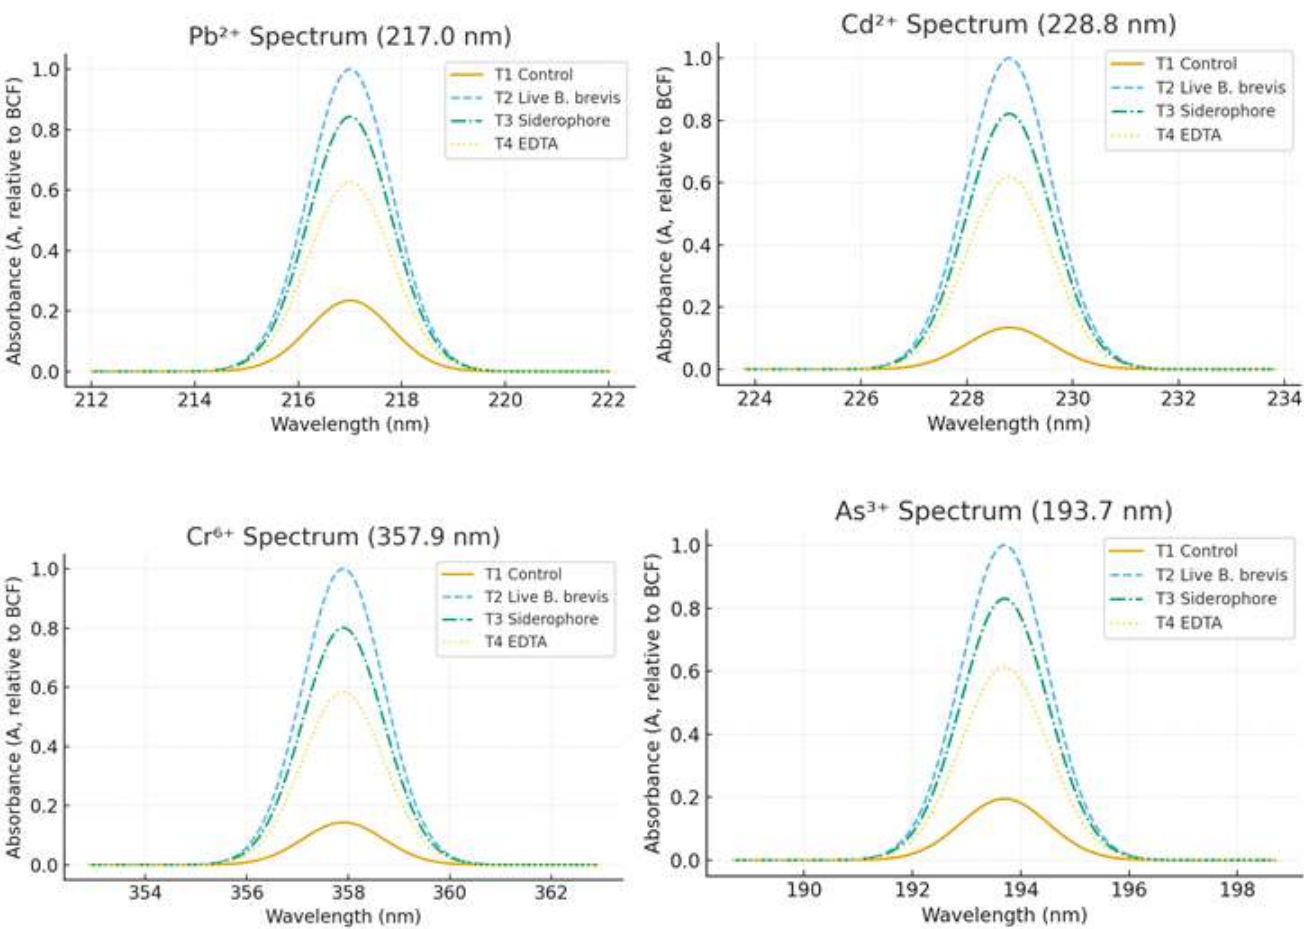 Pb²⁺ Spectrum (217.0 nm)
Absorbance (A, relative to BCF)
1.0
0.8
0.6
0.4
0.2
0.0
T1 Control
T2 Live B. brevis
T3 Siderophore
T4 EDTA
212 214 216 218 220 222
Wavelength (nm)
Cd²⁺ Spectrum (228.8 nm)
Absorbance (A, relative to BCF)
1.0
0.8
0.6
0.4
0.2
0.0
T1 Control
T2 Live B. brevis
T3 Siderophore
T4 EDTA
224 226 228 230 232 234
Wavelength (nm)
Cr⁶⁺ Spectrum (357.9 nm)
Absorbance (A, relative to BCF)
1.0
0.8
0.6
0.4
0.2
0.0
T1 Control
T2 Live B. brevis
T3 Siderophore
T4 EDTA
354 356 358 360 362
Wavelength (nm)
As³⁺ Spectrum (193.7 nm)
Absorbance (A, relative to BCF)
1.0
0.8
0.6
0.4
0.2
0.0
T1 Control
T2 Live B. brevis
T3 Siderophore
T4 EDTA
190 192 194 196 198
Wavelength (nm)